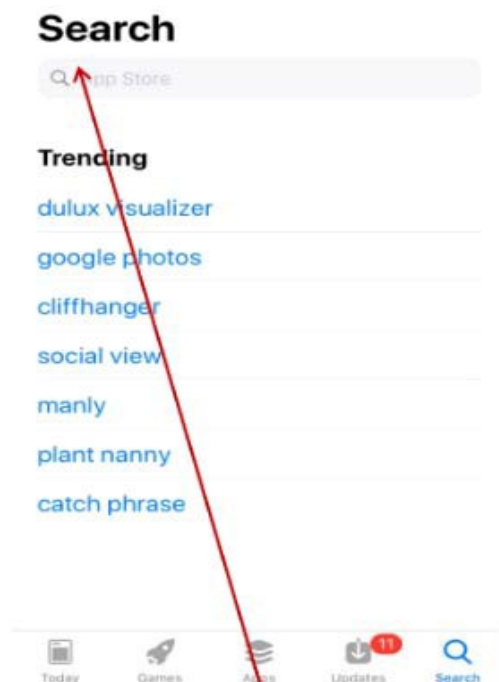 Search
App Store
Trending
dulux visualizer
google photos
cliffhanger
social view
manly
plant nanny
catch phrase
11
Today Games Apps Updates Search